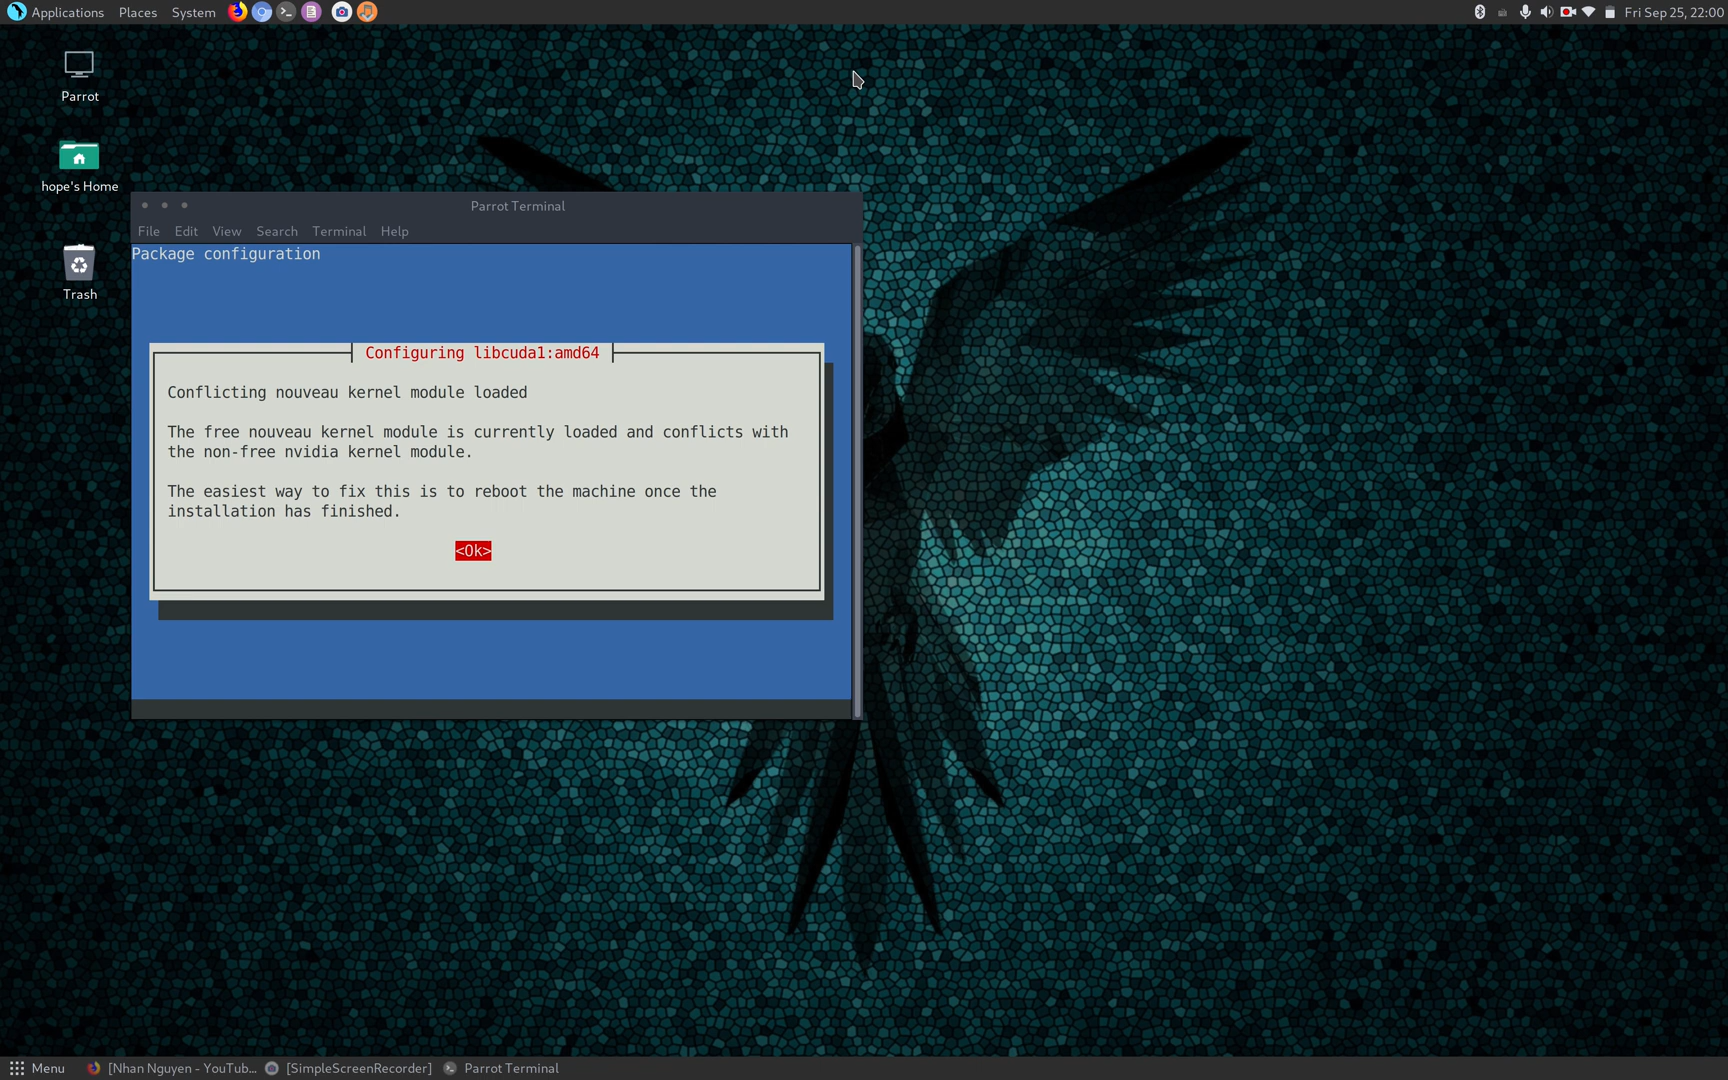 Applications Places System Fri Sep 25, 22:00
Parrot
hope's Home
Trash
Parrot Terminal
File Edit View Search Terminal Help
Package configuration
Configuring libcuda1:amd64
Conflicting nouveau kernel module loaded
The free nouveau kernel module is currently loaded and conflicts with
the non-free nvidia kernel module.
The easiest way to fix this is to reboot the machine once the
installation has finished.
<Ok>
Menu [Nhan Nguyen - YouTub... [SimpleScreenRecorder] Parrot Terminal